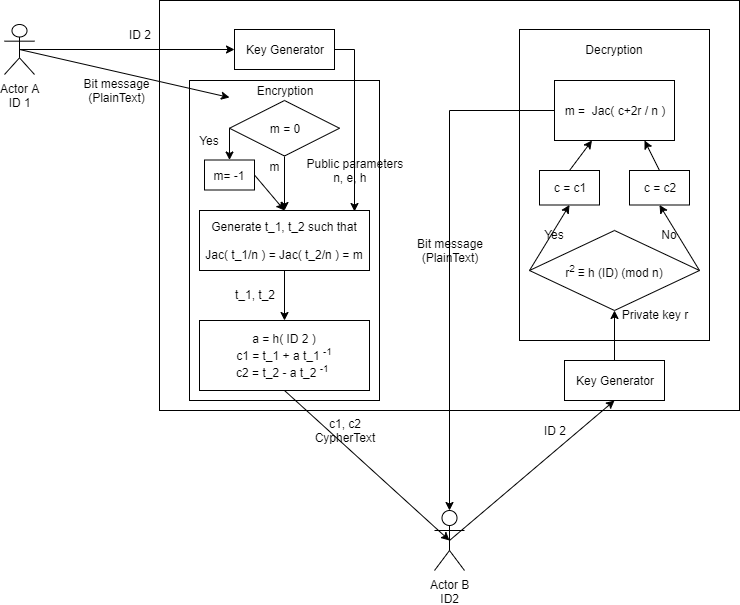 Actor A
ID 1
ID 2
Bit message
(PlainText)
Key Generator
Encryption
m = 0
Yes
m= -1
m
Public parameters
n, e, h
Generate t_1, t_2 such that
Jac( t_1/n ) = Jac( t_2/n ) = m
t_1, t_2
a = h( ID 2 )
c1 = t_1 + a t_1 ⁻¹
c2 = t_2 - a t_2 ⁻¹
c1, c2
CypherText
Decryption
m = Jac( c+2r / n )
c = c1
c = c2
Yes
No
r² ≡ h (ID) (mod n)
Private key r
Key Generator
ID 2
Bit message
(PlainText)
Actor B
ID2